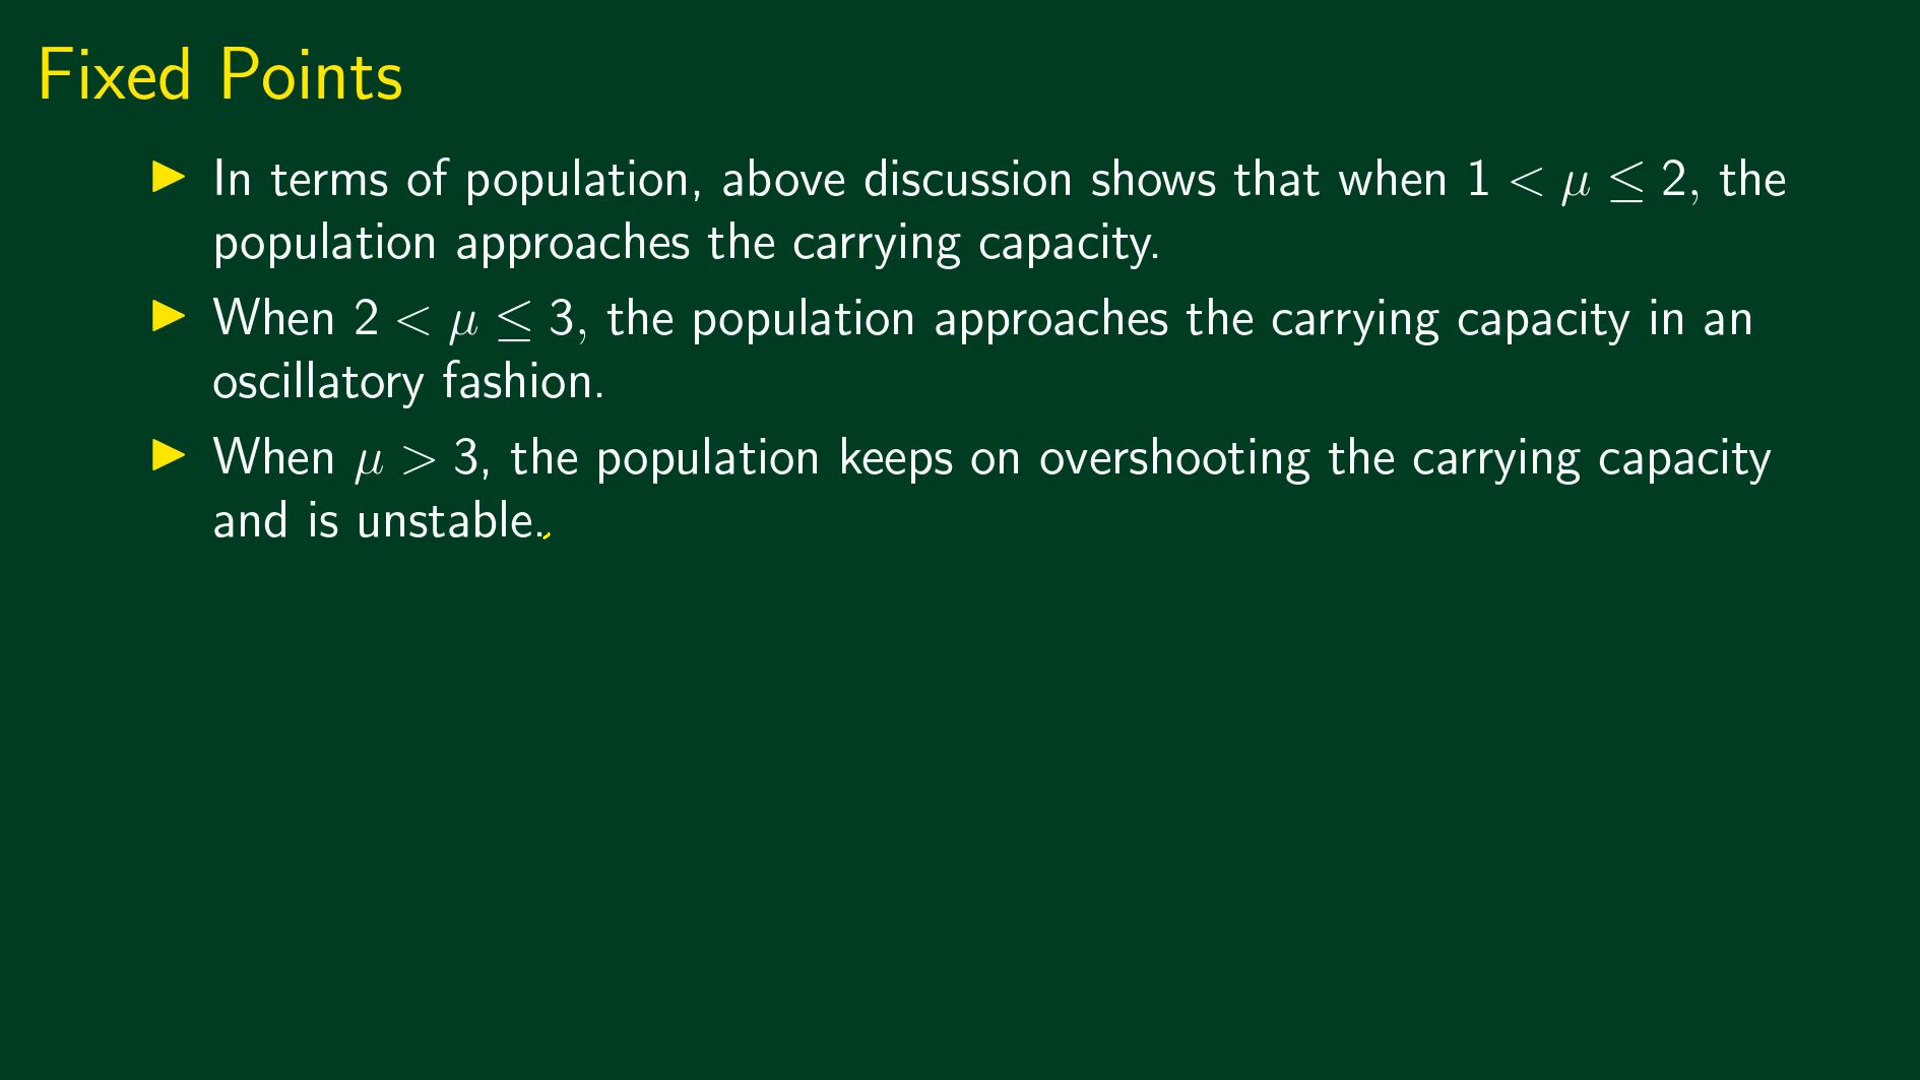 Fixed Points
▶ In terms of population, above discussion shows that when 1 < μ ≤ 2, the
population approaches the carrying capacity.
▶ When 2 < μ ≤ 3, the population approaches the carrying capacity in an
oscillatory fashion.
▶ When μ > 3, the population keeps on overshooting the carrying capacity
and is unstable.